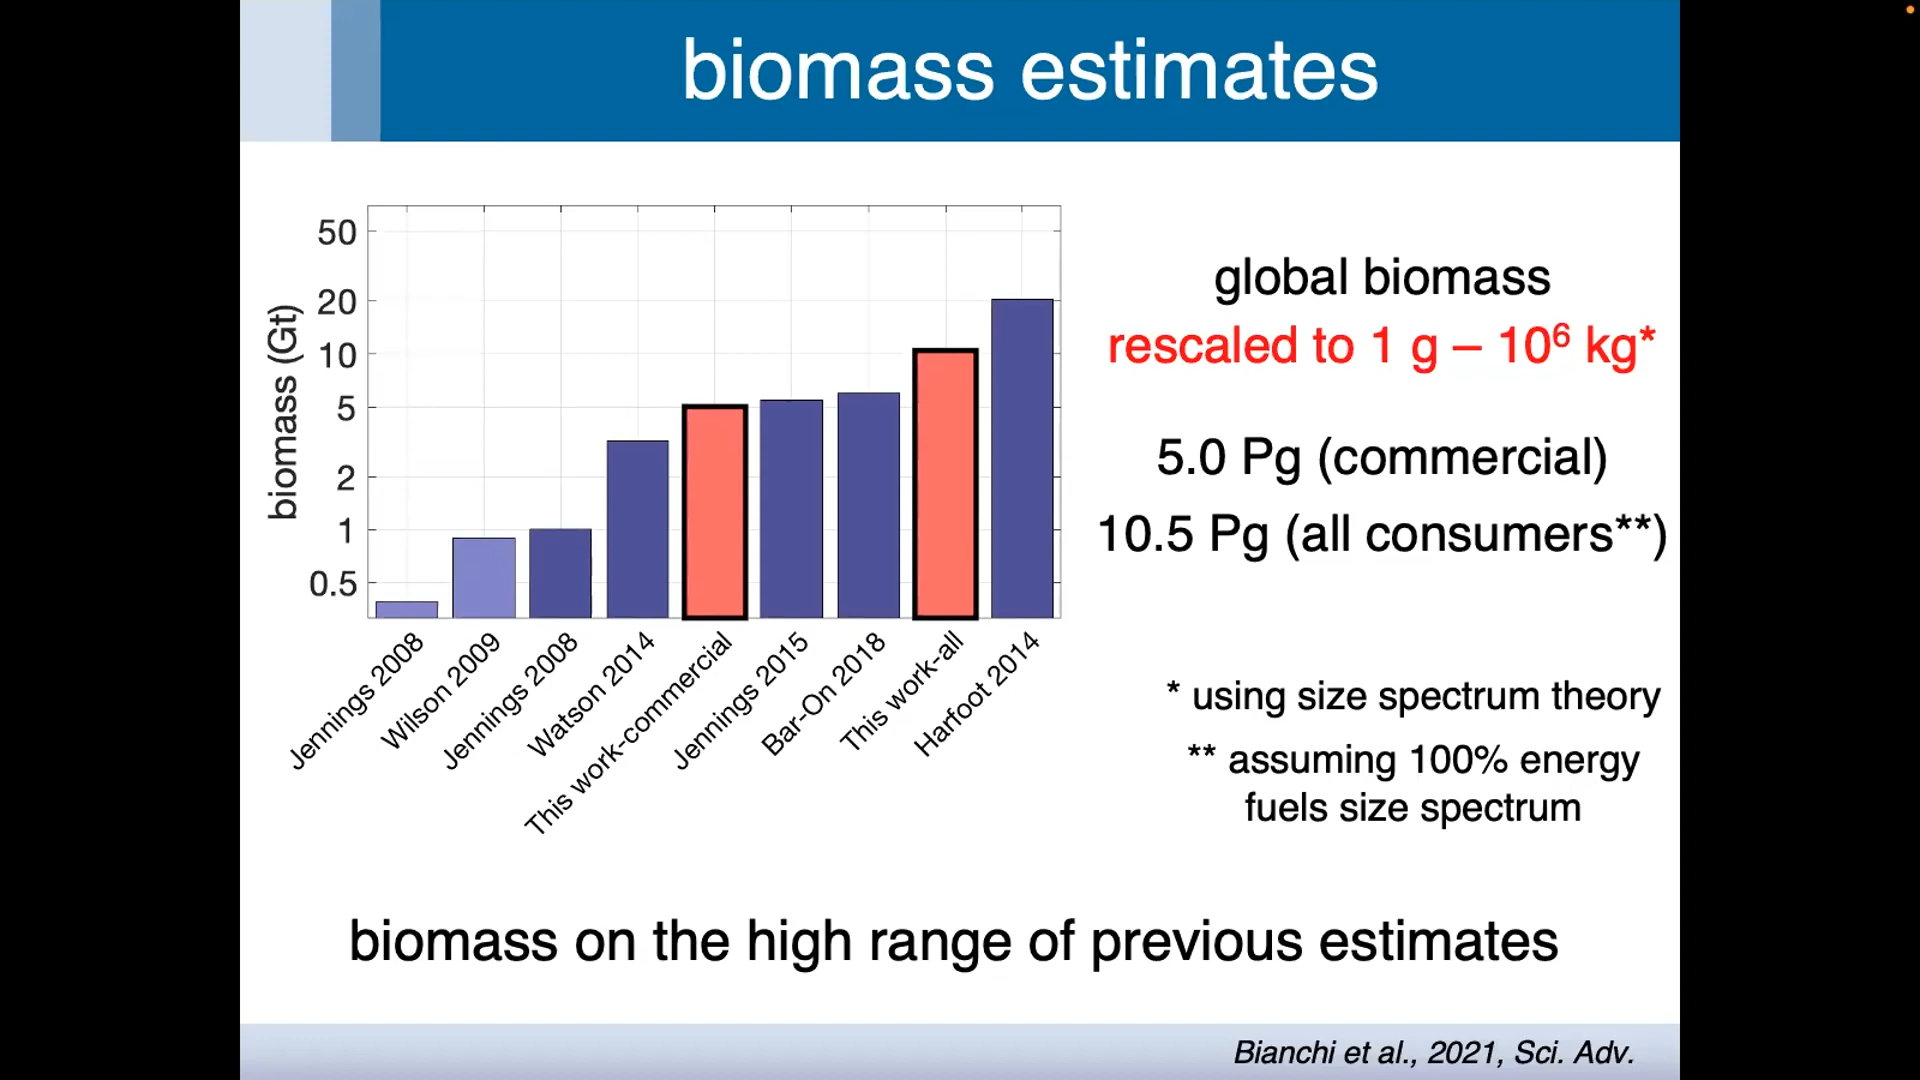 biomass estimates
50
20
10
5
2
1
0.5
biomass (Gt)
Jennings 2008
Wilson 2009
Jennings 2008
Watson 2014
This work-commercial
Jennings 2015
Bar-On 2018
This work-all
Harfoot 2014
global biomass
rescaled to 1 g – 10⁶ kg*
5.0 Pg (commercial)
10.5 Pg (all consumers**)
* using size spectrum theory
** assuming 100% energy
fuels size spectrum
biomass on the high range of previous estimates
Bianchi et al., 2021, Sci. Adv.